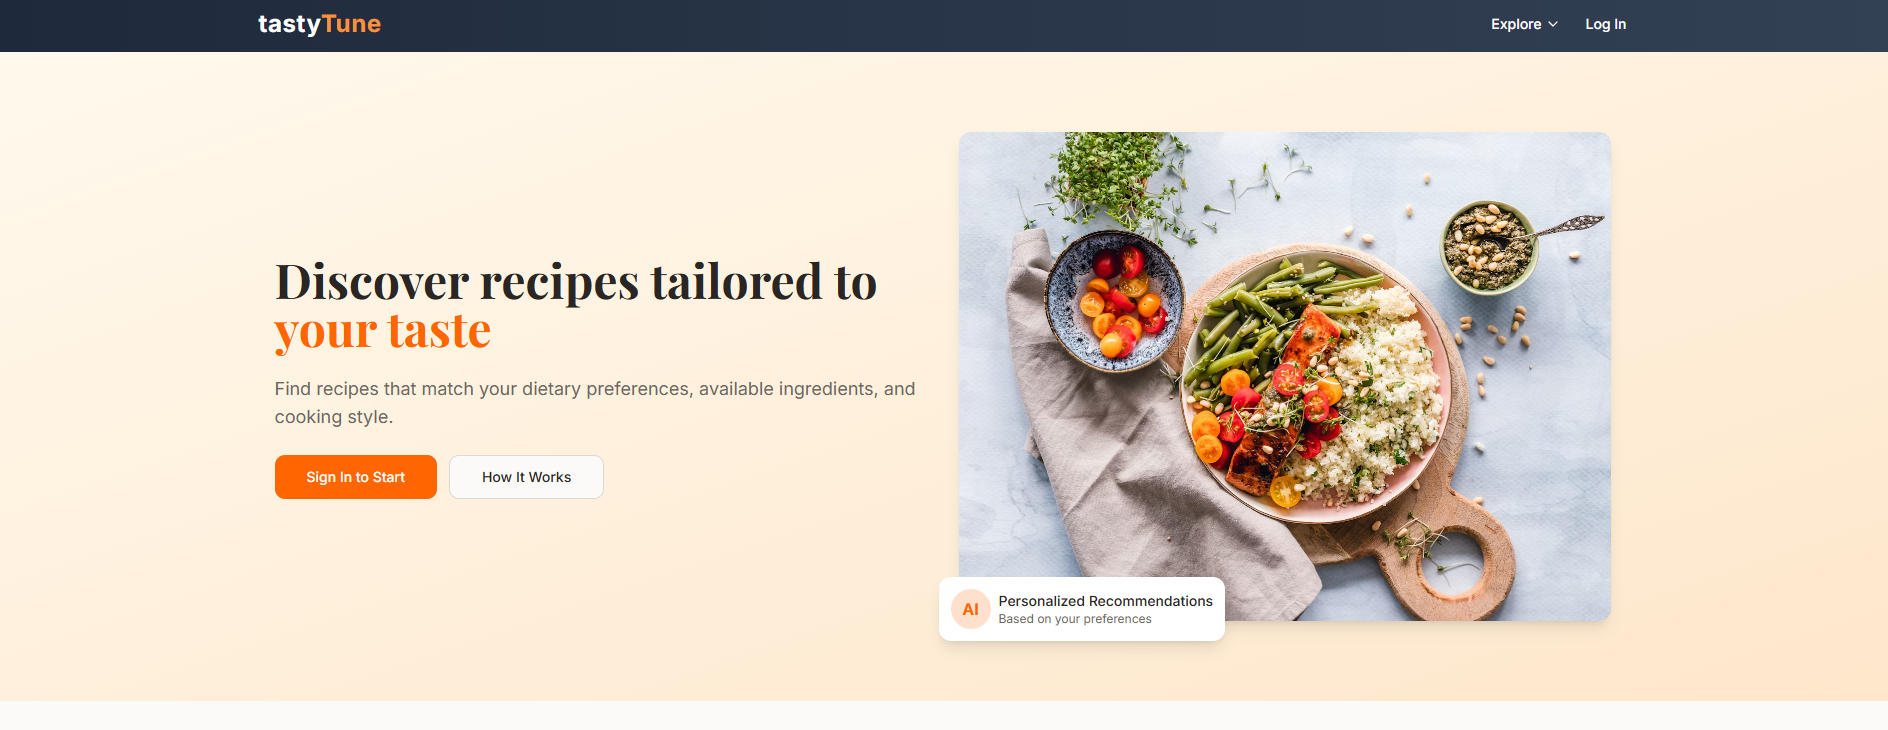 tastyTune
Explore
Log In
Discover recipes tailored to
your taste
Find recipes that match your dietary preferences, available ingredients, and
cooking style.
Sign In to Start
How It Works
AI
Personalized Recommendations
Based on your preferences